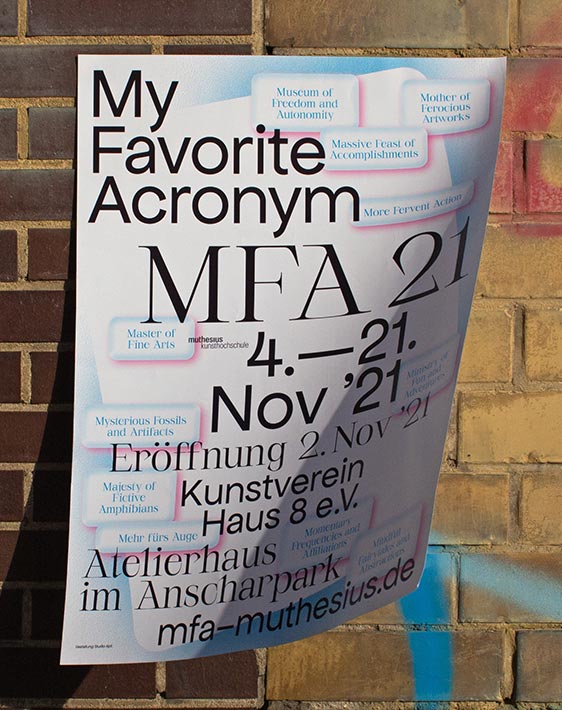 My
Favorite
Acronym
Museum of
Freedom and
Autonomity
Mother of
Ferocious
Artworks
Massive Feast of
Accomplishments
More Fervent Action
MFA 21
Master of
Fine Arts
muthesius
kunsthochschule
4.—21.
Nov ’21
Ministry of
Fun and
Adventures
Mysterious Fossils
and Artifacts
Eröffnung 2. Nov ’21
Majesty of
Fictive
Amphibians
Kunstverein
Haus 8 e.V.
Mehr fürs Auge
Momentary
Frequencies and
Affiliations
Mindful
Fairytales and
Abstractions
Atelierhaus
im Anscharpark
mfa–muthesius.de